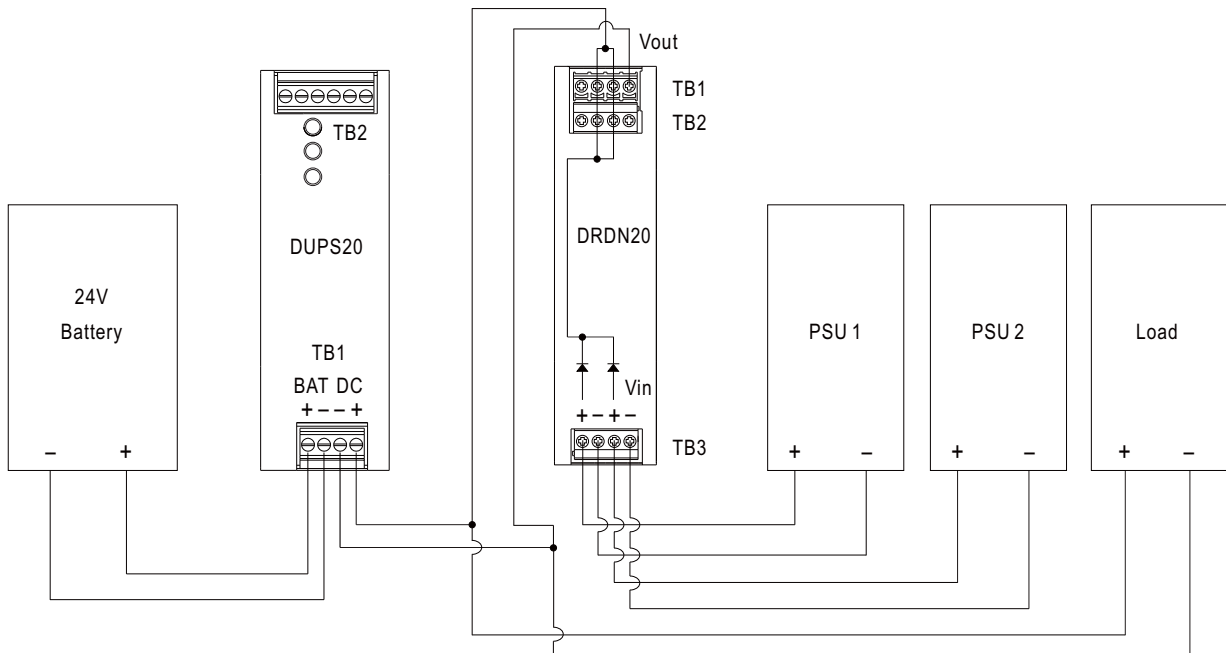 Vout
TB1
TB2
TB2
DUPS20
DRDN20
24V
Battery
PSU 1
PSU 2
Load
TB1
BAT DC
+ − − +
Vin
+ − + −
TB3
− +
+ −
+ −
+ −